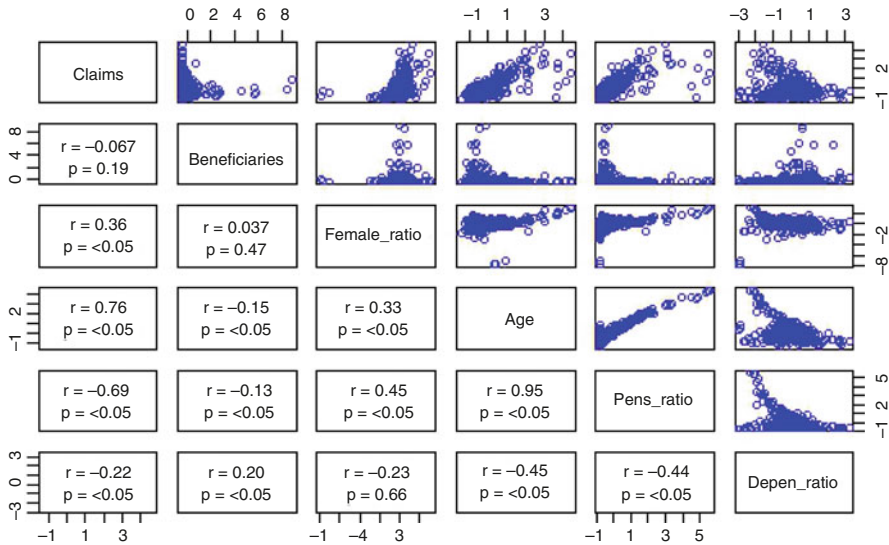 0 2 4 6 8
−1 1 3
−3 −1 1 3
Claims
−1 2
0 4 8
r = −0.067
p = 0.19
Beneficiaries
r = 0.36
p = <0.05
r = 0.037
p = 0.47
Female_ratio
−8 −2
−1 2
r = 0.76
p = <0.05
r = −0.15
p = <0.05
r = 0.33
p = <0.05
Age
r = −0.69
p = <0.05
r = −0.13
p = <0.05
r = 0.45
p = <0.05
r = 0.95
p = <0.05
Pens_ratio
−1 2 5
−3 0 3
r = −0.22
p = <0.05
r = 0.20
p = <0.05
r = −0.23
p = 0.66
r = −0.45
p = <0.05
r = −0.44
p = <0.05
Depen_ratio
−1 1 3
−1 −4 3
−1 1 3 5